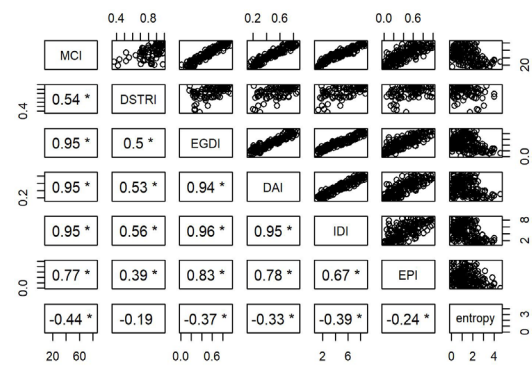 0.4 0.8 0.2 0.6 0.0 0.6
MCI 20
0.4 0.54 * DSTRI
0.95 * 0.5 * EGDI 0.0
0.2 0.95 * 0.53 * 0.94 * DAI
0.95 * 0.56 * 0.96 * 0.95 * IDI 2 8
0.0 0.77 * 0.39 * 0.83 * 0.78 * 0.67 * EPI
-0.44 * -0.19 -0.37 * -0.33 * -0.39 * -0.24 * entropy 0 3
20 60 0.0 0.6 2 6 0 2 4